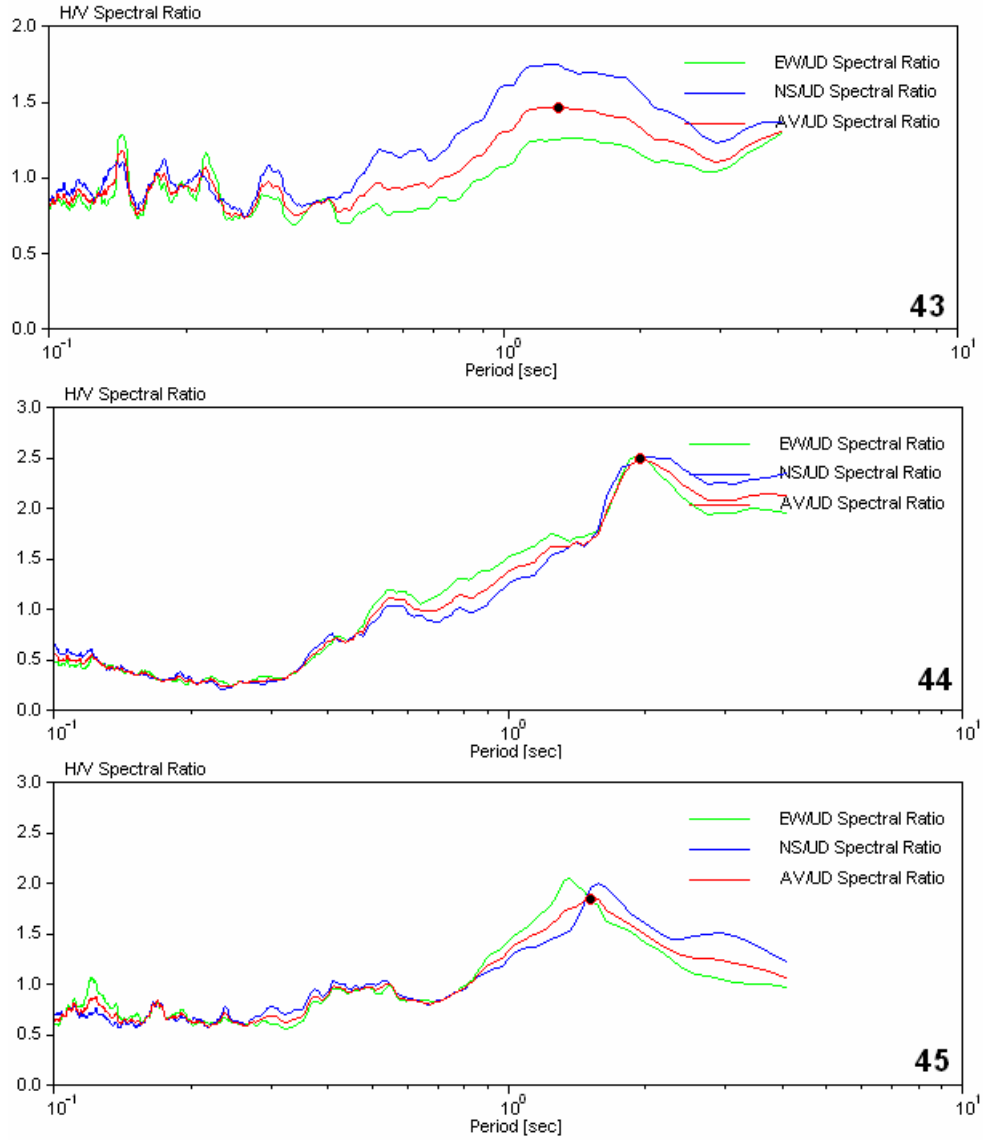 H/V Spectral Ratio
2.0
EW/UD Spectral Ratio
NS/UD Spectral Ratio
1.5
AV/UD Spectral Ratio
1.0
0.5
43
0.0
10⁻¹ 10⁰ 10¹
Period [sec]
H/V Spectral Ratio
3.0
EW/UD Spectral Ratio
2.5
NS/UD Spectral Ratio
2.0
AV/UD Spectral Ratio
1.5
1.0
0.5
44
0.0
10⁻¹ 10⁰ 10¹
Period [sec]
H/V Spectral Ratio
3.0
EW/UD Spectral Ratio
2.5
NS/UD Spectral Ratio
2.0
AV/UD Spectral Ratio
1.5
1.0
0.5
45
0.0
10⁻¹ 10⁰ 10¹
Period [sec]